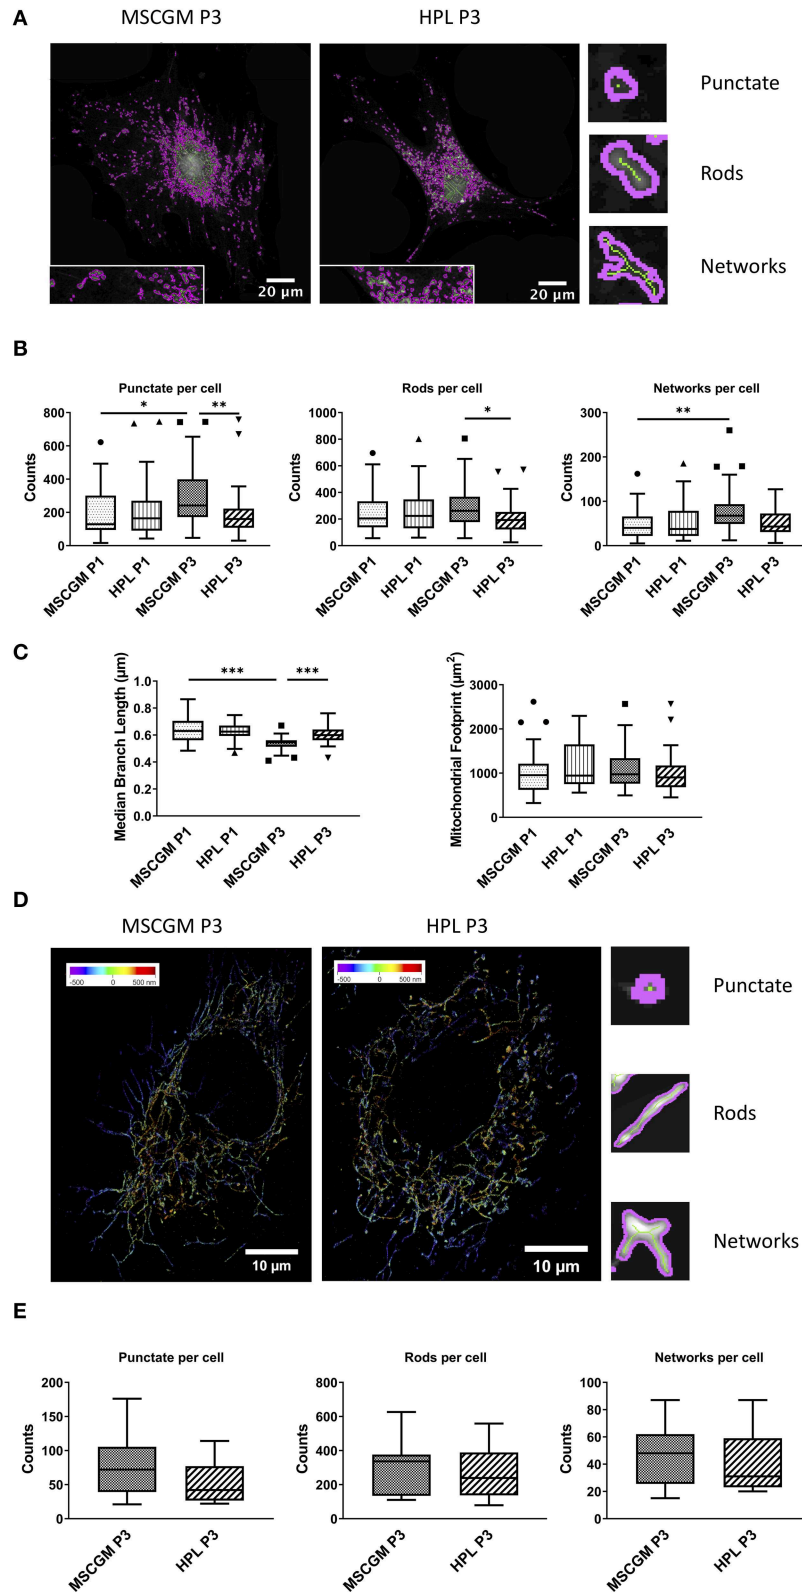 A
MSCGM P3
HPL P3
Punctate
Rods
Networks
20 µm
20 µm
B
Punctate per cell
Rods per cell
Networks per cell
Counts
800
600
400
200
0
*
**
MSCGM P1
HPL P1
MSCGM P3
HPL P3
Counts
1000
800
600
400
200
0
*
MSCGM P1
HPL P1
MSCGM P3
HPL P3
Counts
300
200
100
0
**
MSCGM P1
HPL P1
MSCGM P3
HPL P3
C
Median Branch Length (µm)
1.0
0.8
0.6
0.4
0.2
0.0
***
***
MSCGM P1
HPL P1
MSCGM P3
HPL P3
Mitochondrial Footprint (µm²)
3000
2000
1000
0
MSCGM P1
HPL P1
MSCGM P3
HPL P3
D
MSCGM P3
HPL P3
-500 0 500 nm
-500 0 500 nm
Punctate
Rods
Networks
10 µm
10 µm
E
Punctate per cell
Rods per cell
Networks per cell
Counts
200
150
100
50
0
MSCGM P3
HPL P3
Counts
800
600
400
200
0
MSCGM P3
HPL P3
Counts
100
80
60
40
20
0
MSCGM P3
HPL P3